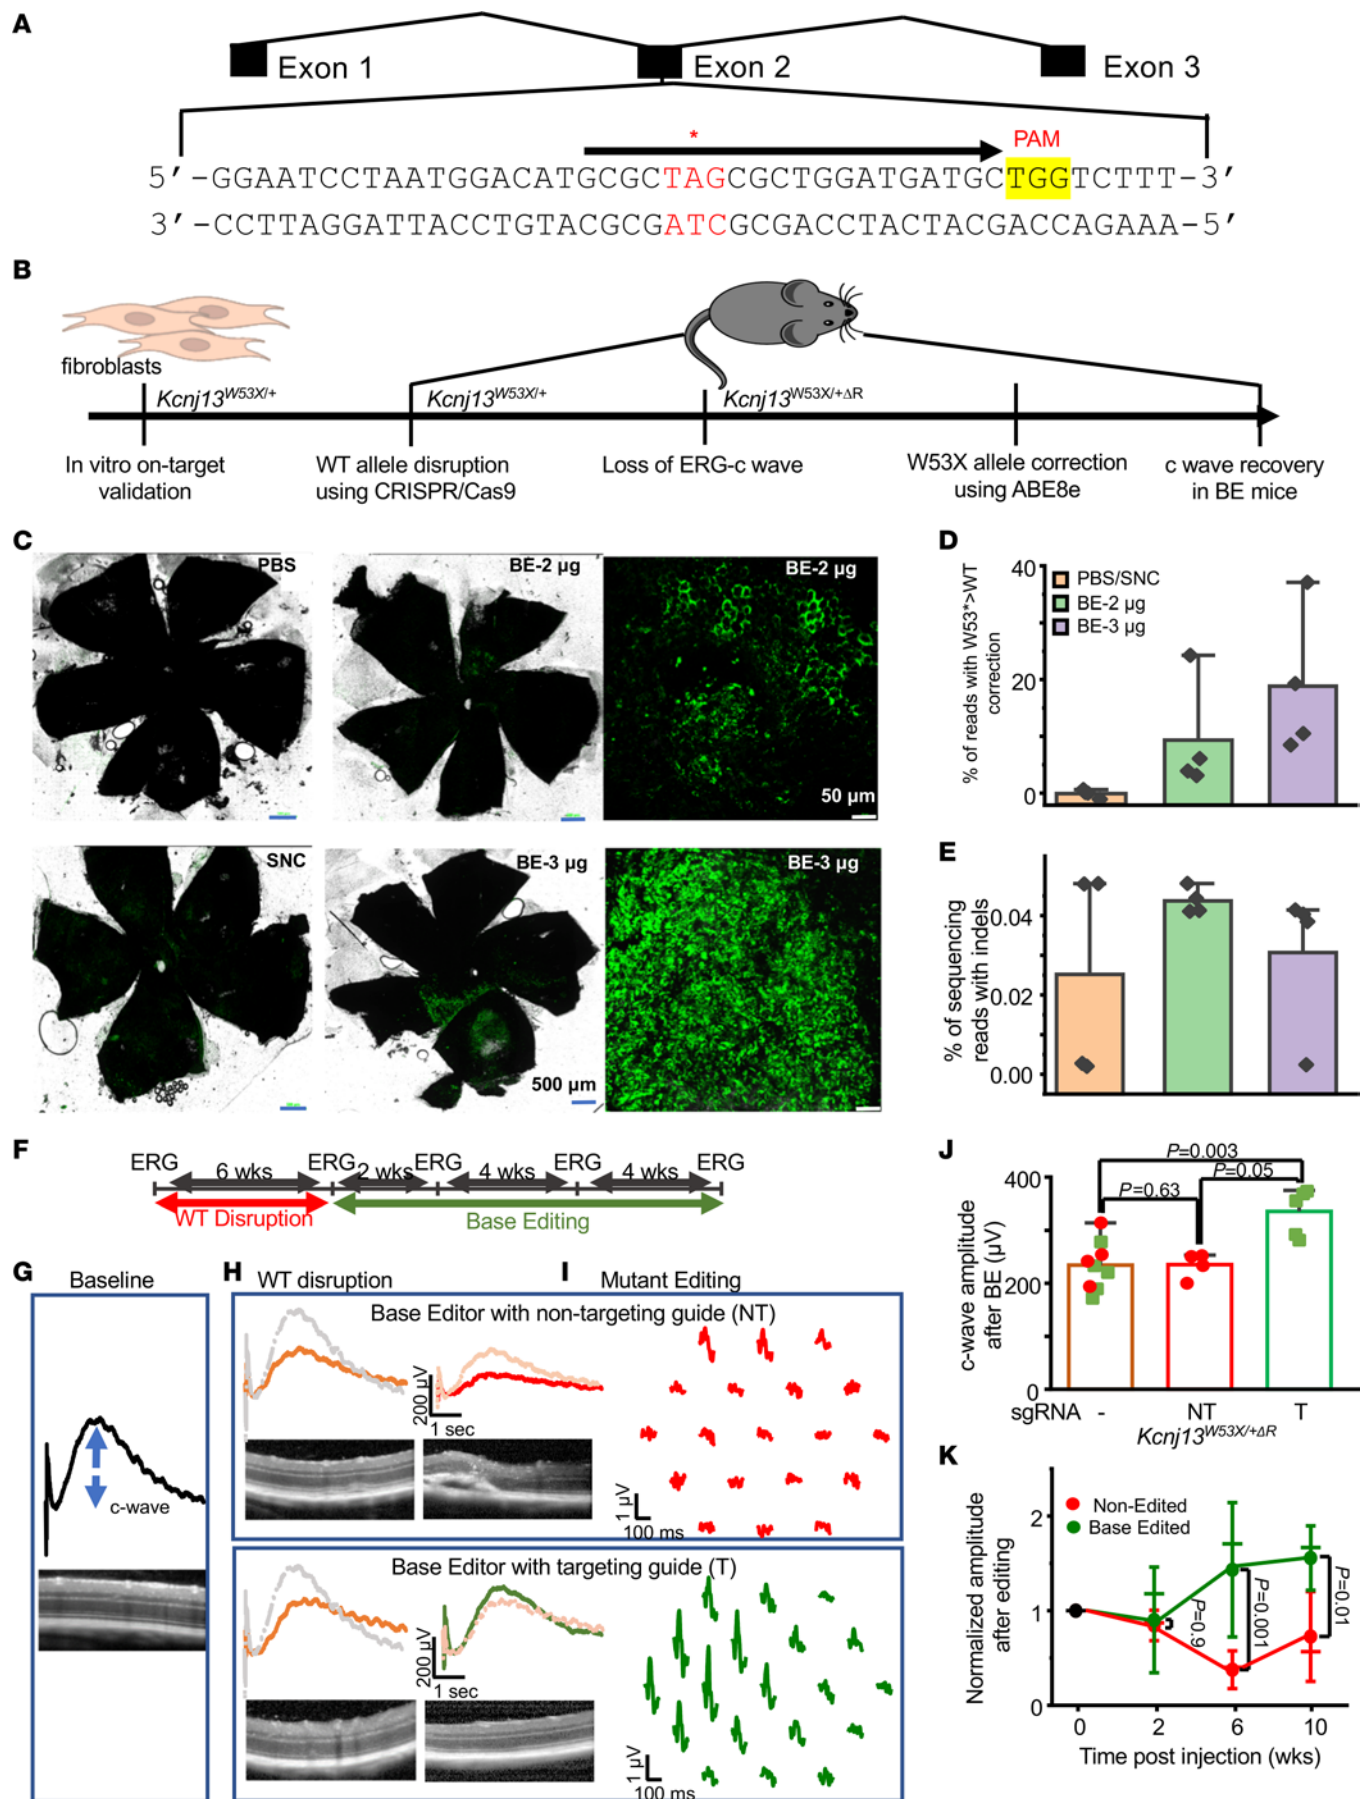 A
Exon 1
Exon 2
Exon 3
*
PAM
5′-GGAATCCTAATGGACATGCGCTAGCGCTGGATGATGCTGGTCTTT-3′
3′-CCTTAGGATTACCTGTACGCGATCGCGACCTACTACGACCAGAAA-5′
B
fibroblasts
Kcnj13W53X/+
Kcnj13W53X/+
Kcnj13W53X/+ΔR
In vitro on-target
validation
WT allele disruption
using CRISPR/Cas9
Loss of ERG-c wave
W53X allele correction
using ABE8e
c wave recovery
in BE mice
C
PBS
BE-2 µg
BE-2 µg
50 µm
SNC
BE-3 µg
BE-3 µg
500 µm
D
% of reads with W53*>WT
correction
40
20
0
PBS/SNC
BE-2 µg
BE-3 µg
E
% of sequencing
reads with indels
0.04
0.02
0.00
F
ERG
6 wks
ERG
2 wks
ERG
4 wks
ERG
4 wks
ERG
WT Disruption
Base Editing
G
Baseline
c-wave
H
WT disruption
I
Mutant Editing
Base Editor with non-targeting guide (NT)
200 µV
1 sec
1 µV
100 ms
Base Editor with targeting guide (T)
200 µV
1 sec
1 µV
100 ms
J
c-wave amplitude
after BE (µV)
400
200
0
P=0.003
P=0.05
P=0.63
sgRNA
-
NT
T
Kcnj13W53X/+ΔR
K
Normalized amplitude
after editing
2
1
0
Non-Edited
Base Edited
P=0.9
P=0.001
P=0.01
0
2
6
10
Time post injection (wks)